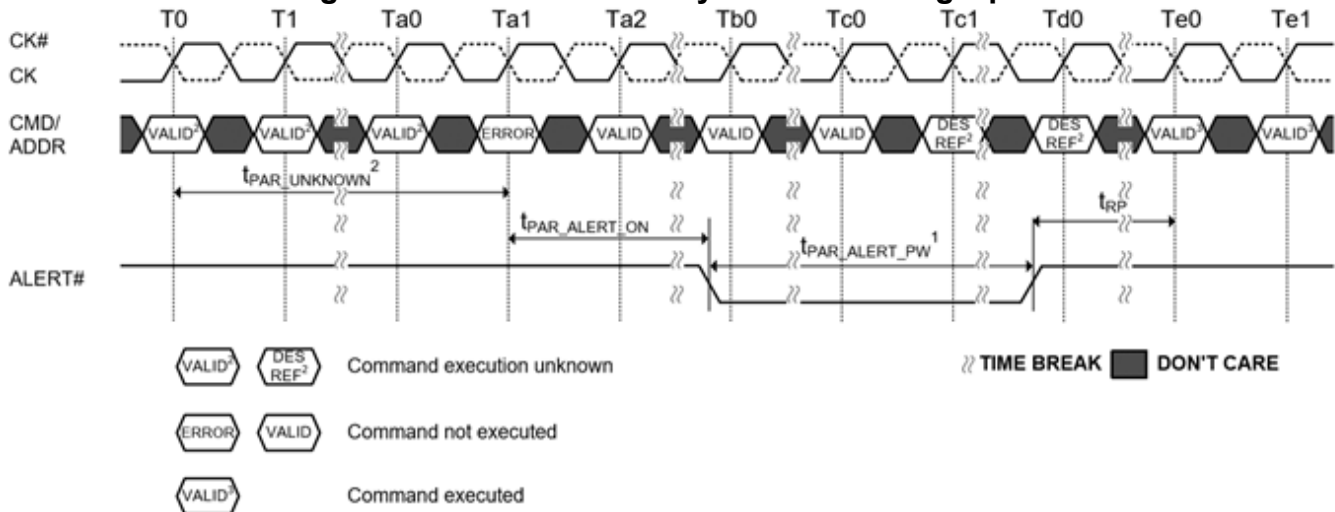 T0 T1 Ta0 Ta1 Ta2 Tb0 Tc0 Tc1 Td0 Te0 Te1
CK#
CK
CMD/
ADDR
VALID² VALID² VALID² ERROR VALID VALID VALID DES REF² DES REF² VALID³ VALID³
tPAR_UNKNOWN²
tRP
tPAR_ALERT_ON
tPAR_ALERT_PW¹
ALERT#
VALID² DES REF² Command execution unknown
TIME BREAK DON'T CARE
ERROR VALID Command not executed
VALID³ Command executed